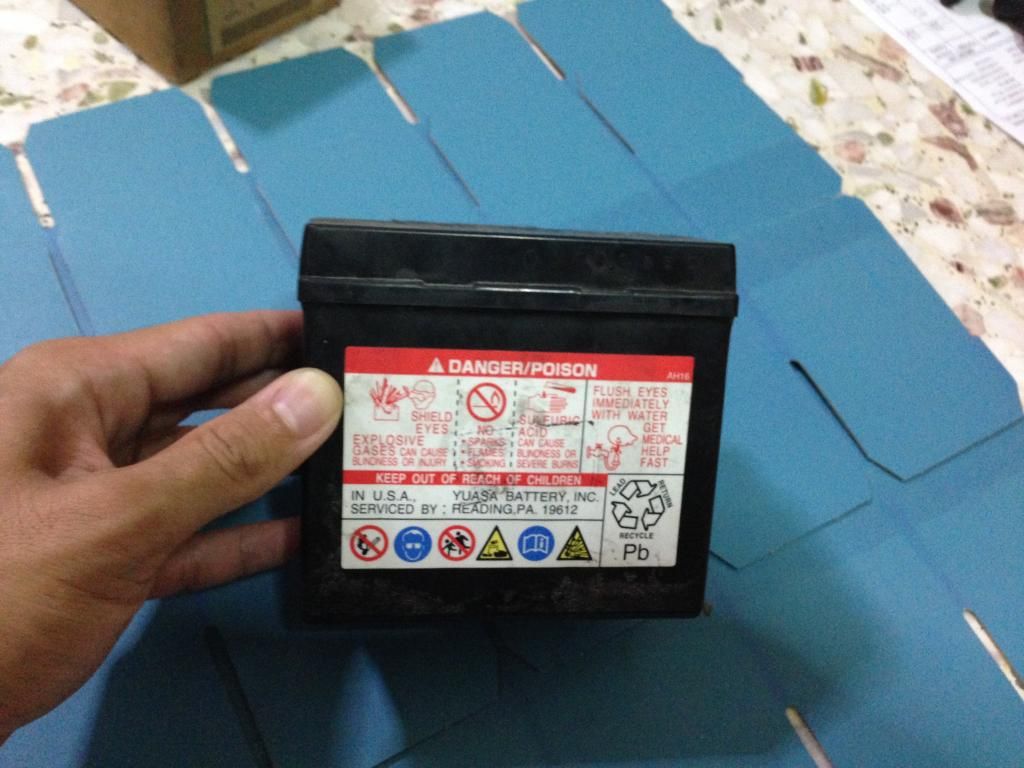 DANGER/POISON
AH16
SHIELD
EYES
EXPLOSIVE
GASES CAN CAUSE
BLINDNESS OR INJURY
NO
• SPARKS
• FLAMES
• SMOKING
SULFURIC
ACID
CAN CAUSE
BLINDNESS OR
SEVERE BURNS
FLUSH EYES
IMMEDIATELY
WITH WATER
GET
MEDICAL
HELP
FAST
KEEP OUT OF REACH OF CHILDREN
IN U.S.A., YUASA BATTERY, INC.
SERVICED BY : READING,PA. 19612
LEAD
RETURN
RECYCLE
Pb